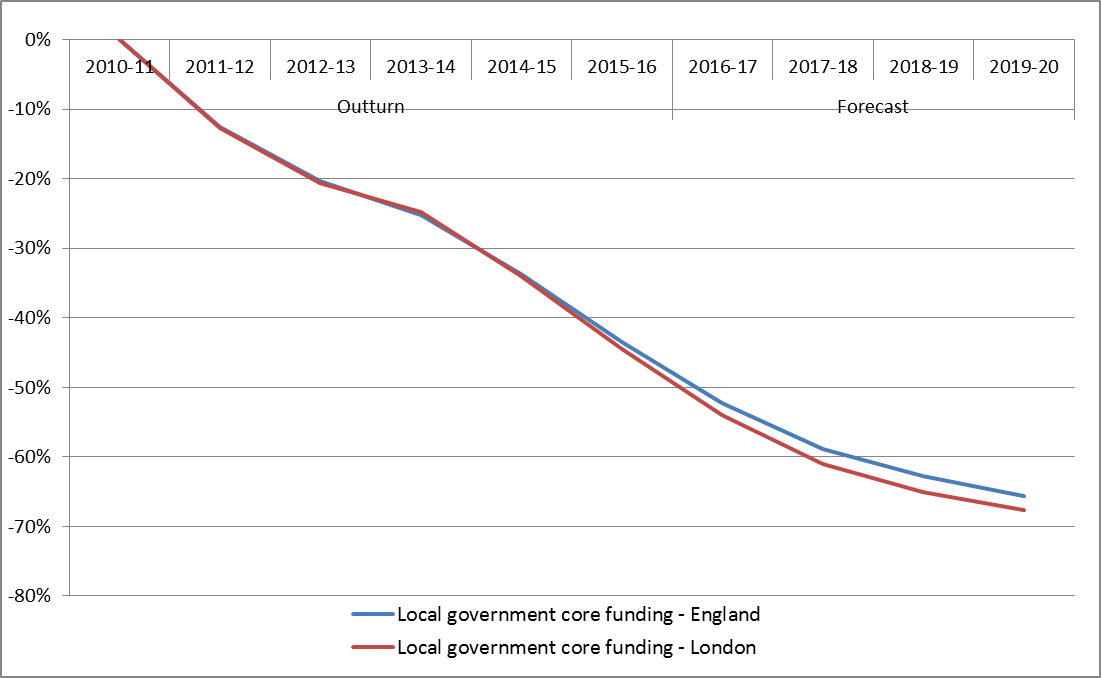 0%
2010-11 2011-12 2012-13 2013-14 2014-15 2015-16 2016-17 2017-18 2018-19 2019-20
Outturn Forecast
-10%
-20%
-30%
-40%
-50%
-60%
-70%
-80%
Local government core funding - England
Local government core funding - London